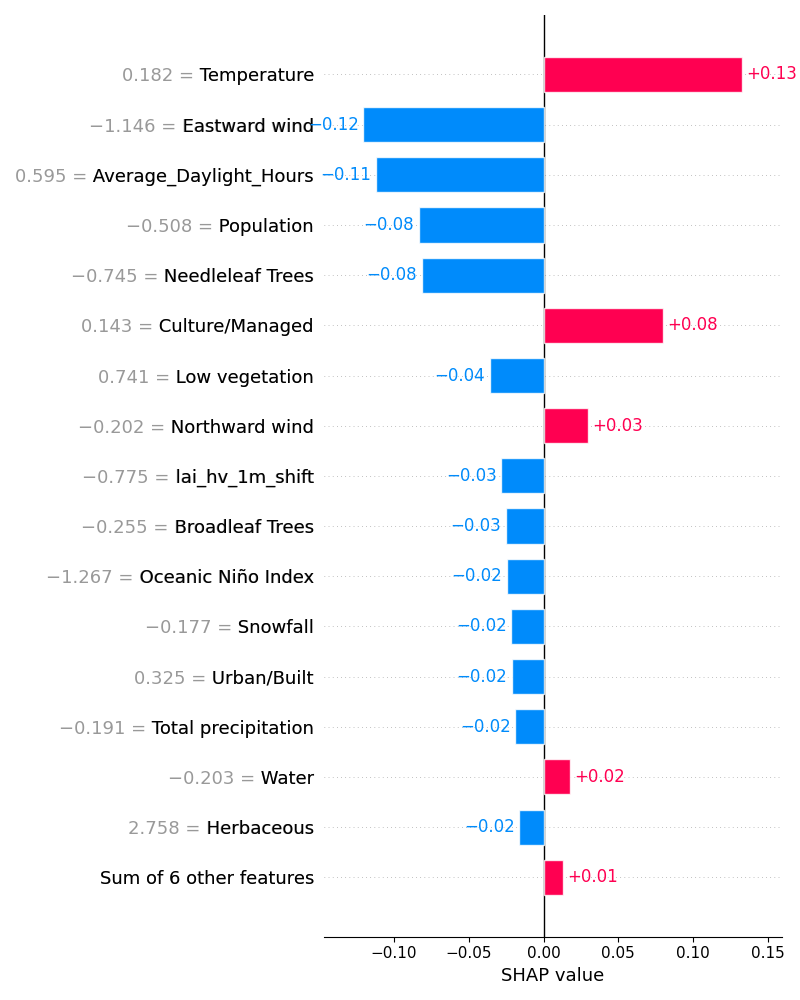 0.182 = Temperature +0.13
−1.146 = Eastward wind −0.12
0.595 = Average_Daylight_Hours −0.11
−0.508 = Population −0.08
−0.745 = Needleleaf Trees −0.08
0.143 = Culture/Managed +0.08
0.741 = Low vegetation −0.04
−0.202 = Northward wind +0.03
−0.775 = lai_hv_1m_shift −0.03
−0.255 = Broadleaf Trees −0.03
−1.267 = Oceanic Niño Index −0.02
−0.177 = Snowfall −0.02
0.325 = Urban/Built −0.02
−0.191 = Total precipitation −0.02
−0.203 = Water +0.02
2.758 = Herbaceous −0.02
Sum of 6 other features +0.01
−0.10 −0.05 0.00 0.05 0.10 0.15
SHAP value